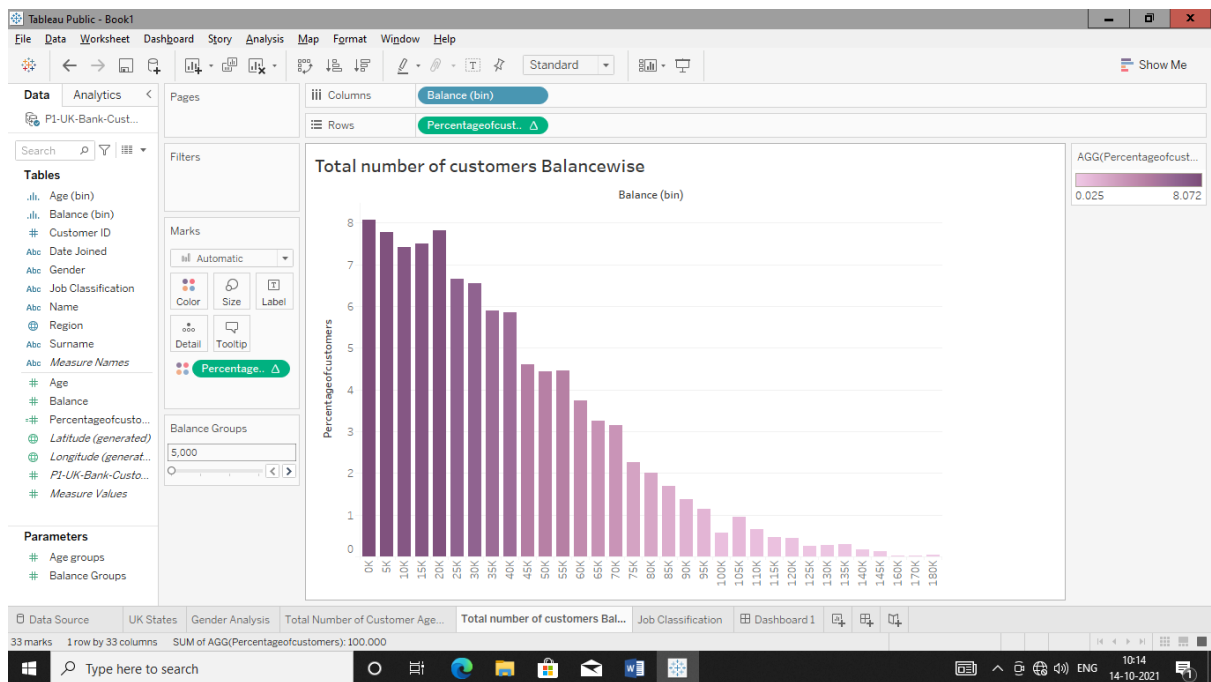 Tableau Public - Book1
File Data Worksheet Dashboard Story Analysis Map Format Window Help
Standard
Show Me
Data Analytics
P1-UK-Bank-Cust...
Search
Tables
Age (bin)
Balance (bin)
# Customer ID
Abc Date Joined
Abc Gender
Abc Job Classification
Abc Name
Region
Abc Surname
Abc Measure Names
# Age
# Balance
=# Percentageofcusto...
Latitude (generated)
Longitude (generat...
# P1-UK-Bank-Custo...
# Measure Values
Parameters
# Age groups
# Balance Groups
Pages
Filters
Marks
Automatic
Color Size Label
Detail Tooltip
Percentage.. Δ
Balance Groups
5,000
Columns Balance (bin)
Rows Percentageofcust.. Δ
Total number of customers Balancewise
Balance (bin)
Percentageofcustomers
8
7
6
5
4
3
2
1
0
0K 5K 10K 15K 20K 25K 30K 35K 40K 45K 50K 55K 60K 65K 70K 75K 80K 85K 90K 95K 100K 105K 110K 115K 120K 125K 130K 135K 140K 145K 160K 170K 180K
AGG(Percentageofcust...
0.025 8.072
Data Source UK States Gender Analysis Total Number of Customer Age... Total number of customers Bal... Job Classification Dashboard 1
33 marks 1 row by 33 columns SUM of AGG(Percentageofcustomers): 100.000
Type here to search
ENG
10:14
14-10-2021
1